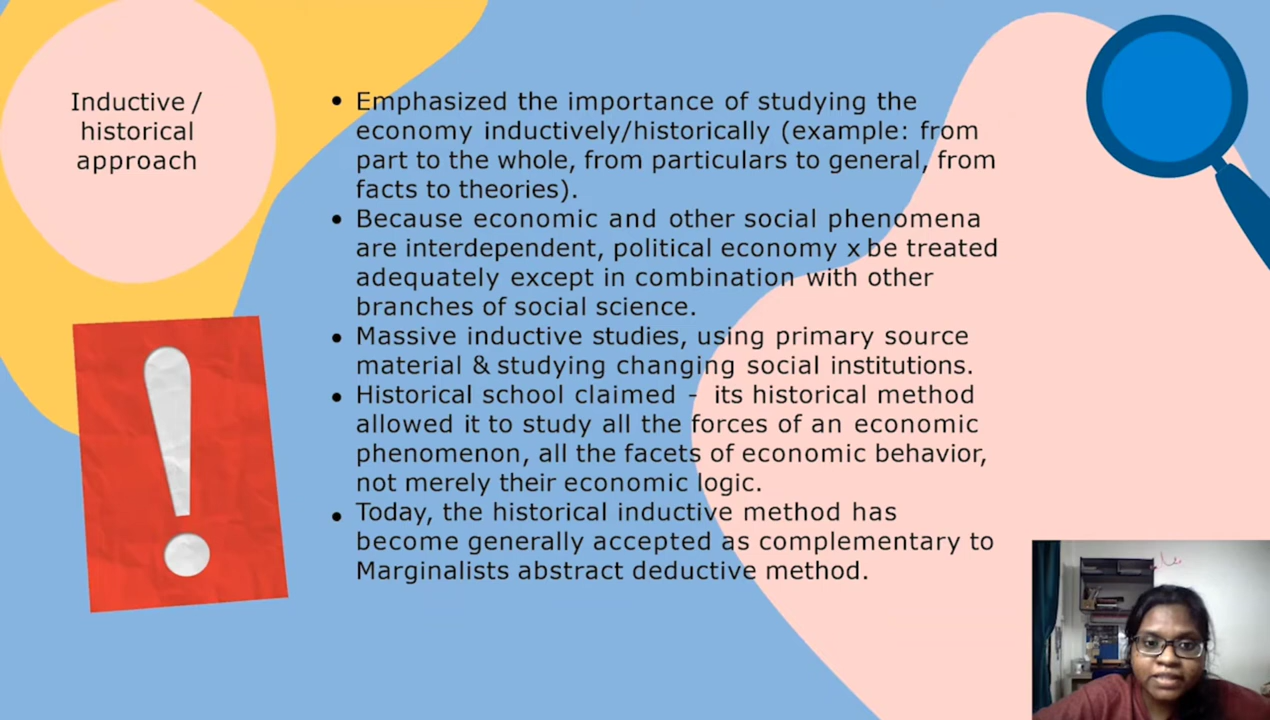 Inductive /
historical
approach
• Emphasized the importance of studying the
economy inductively/historically (example: from
part to the whole, from particulars to general, from
facts to theories).
• Because economic and other social phenomena
are interdependent, political economy x be treated
adequately except in combination with other
branches of social science.
• Massive inductive studies, using primary source
material & studying changing social institutions.
• Historical school claimed - its historical method
allowed it to study all the forces of an economic
phenomenon, all the facets of economic behavior,
not merely their economic logic.
• Today, the historical inductive method has
become generally accepted as complementary to
Marginalists abstract deductive method.